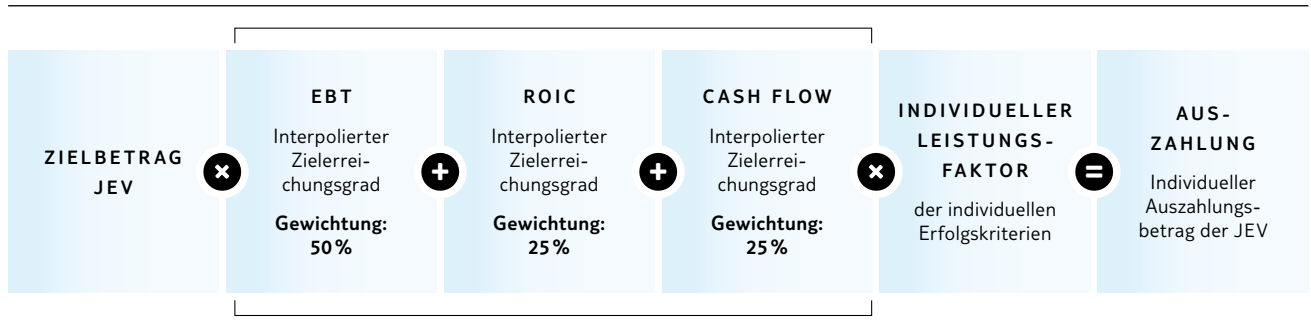 ZIELBETRAG
JEV
×
EBT
Interpolierter
Zielerrei-
chungsgrad
Gewichtung:
50 %
+
ROIC
Interpolierter
Zielerrei-
chungsgrad
Gewichtung:
25 %
+
CASH FLOW
Interpolierter
Zielerrei-
chungsgrad
Gewichtung:
25 %
×
INDIVIDUELLER
LEISTUNGS-
FAKTOR
der individuellen
Erfolgskriterien
=
AUS-
ZAHLUNG
Individueller
Auszahlungs-
betrag der JEV